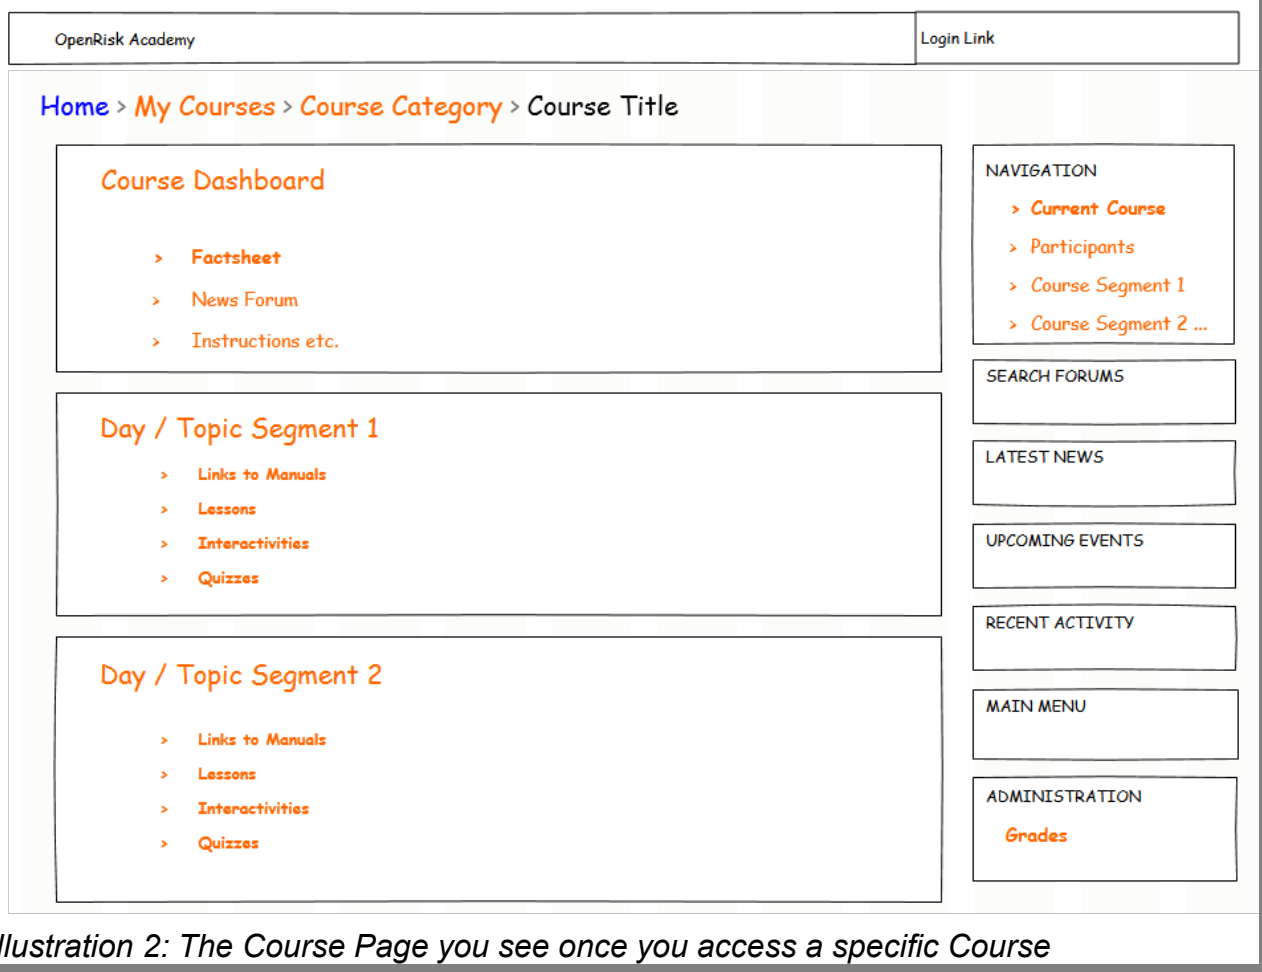 OpenRisk Academy
Login Link
Home > My Courses > Course Category > Course Title
Course Dashboard
> Factsheet
> News Forum
> Instructions etc.
Day / Topic Segment 1
> Links to Manuals
> Lessons
> Interactivities
> Quizzes
Day / Topic Segment 2
> Links to Manuals
> Lessons
> Interactivities
> Quizzes
NAVIGATION
> Current Course
> Participants
> Course Segment 1
> Course Segment 2 ...
SEARCH FORUMS
LATEST NEWS
UPCOMING EVENTS
RECENT ACTIVITY
MAIN MENU
ADMINISTRATION
Grades
llustration 2: The Course Page you see once you access a specific Course